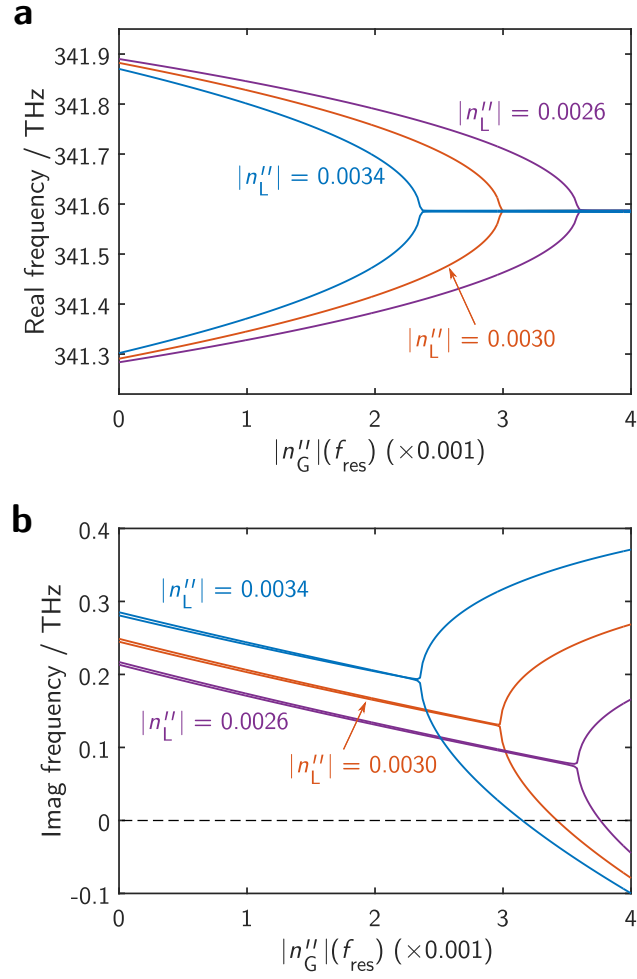 a
Real frequency / THz
341.9
341.8
341.7
341.6
341.5
341.4
341.3
|n″L| = 0.0026
|n″L| = 0.0034
|n″L| = 0.0030
0 1 2 3 4
|n″G|(fres) (×0.001)
b
Imag frequency / THz
0.4
0.3
0.2
0.1
0
-0.1
|n″L| = 0.0034
|n″L| = 0.0026
|n″L| = 0.0030
0 1 2 3 4
|n″G|(fres) (×0.001)